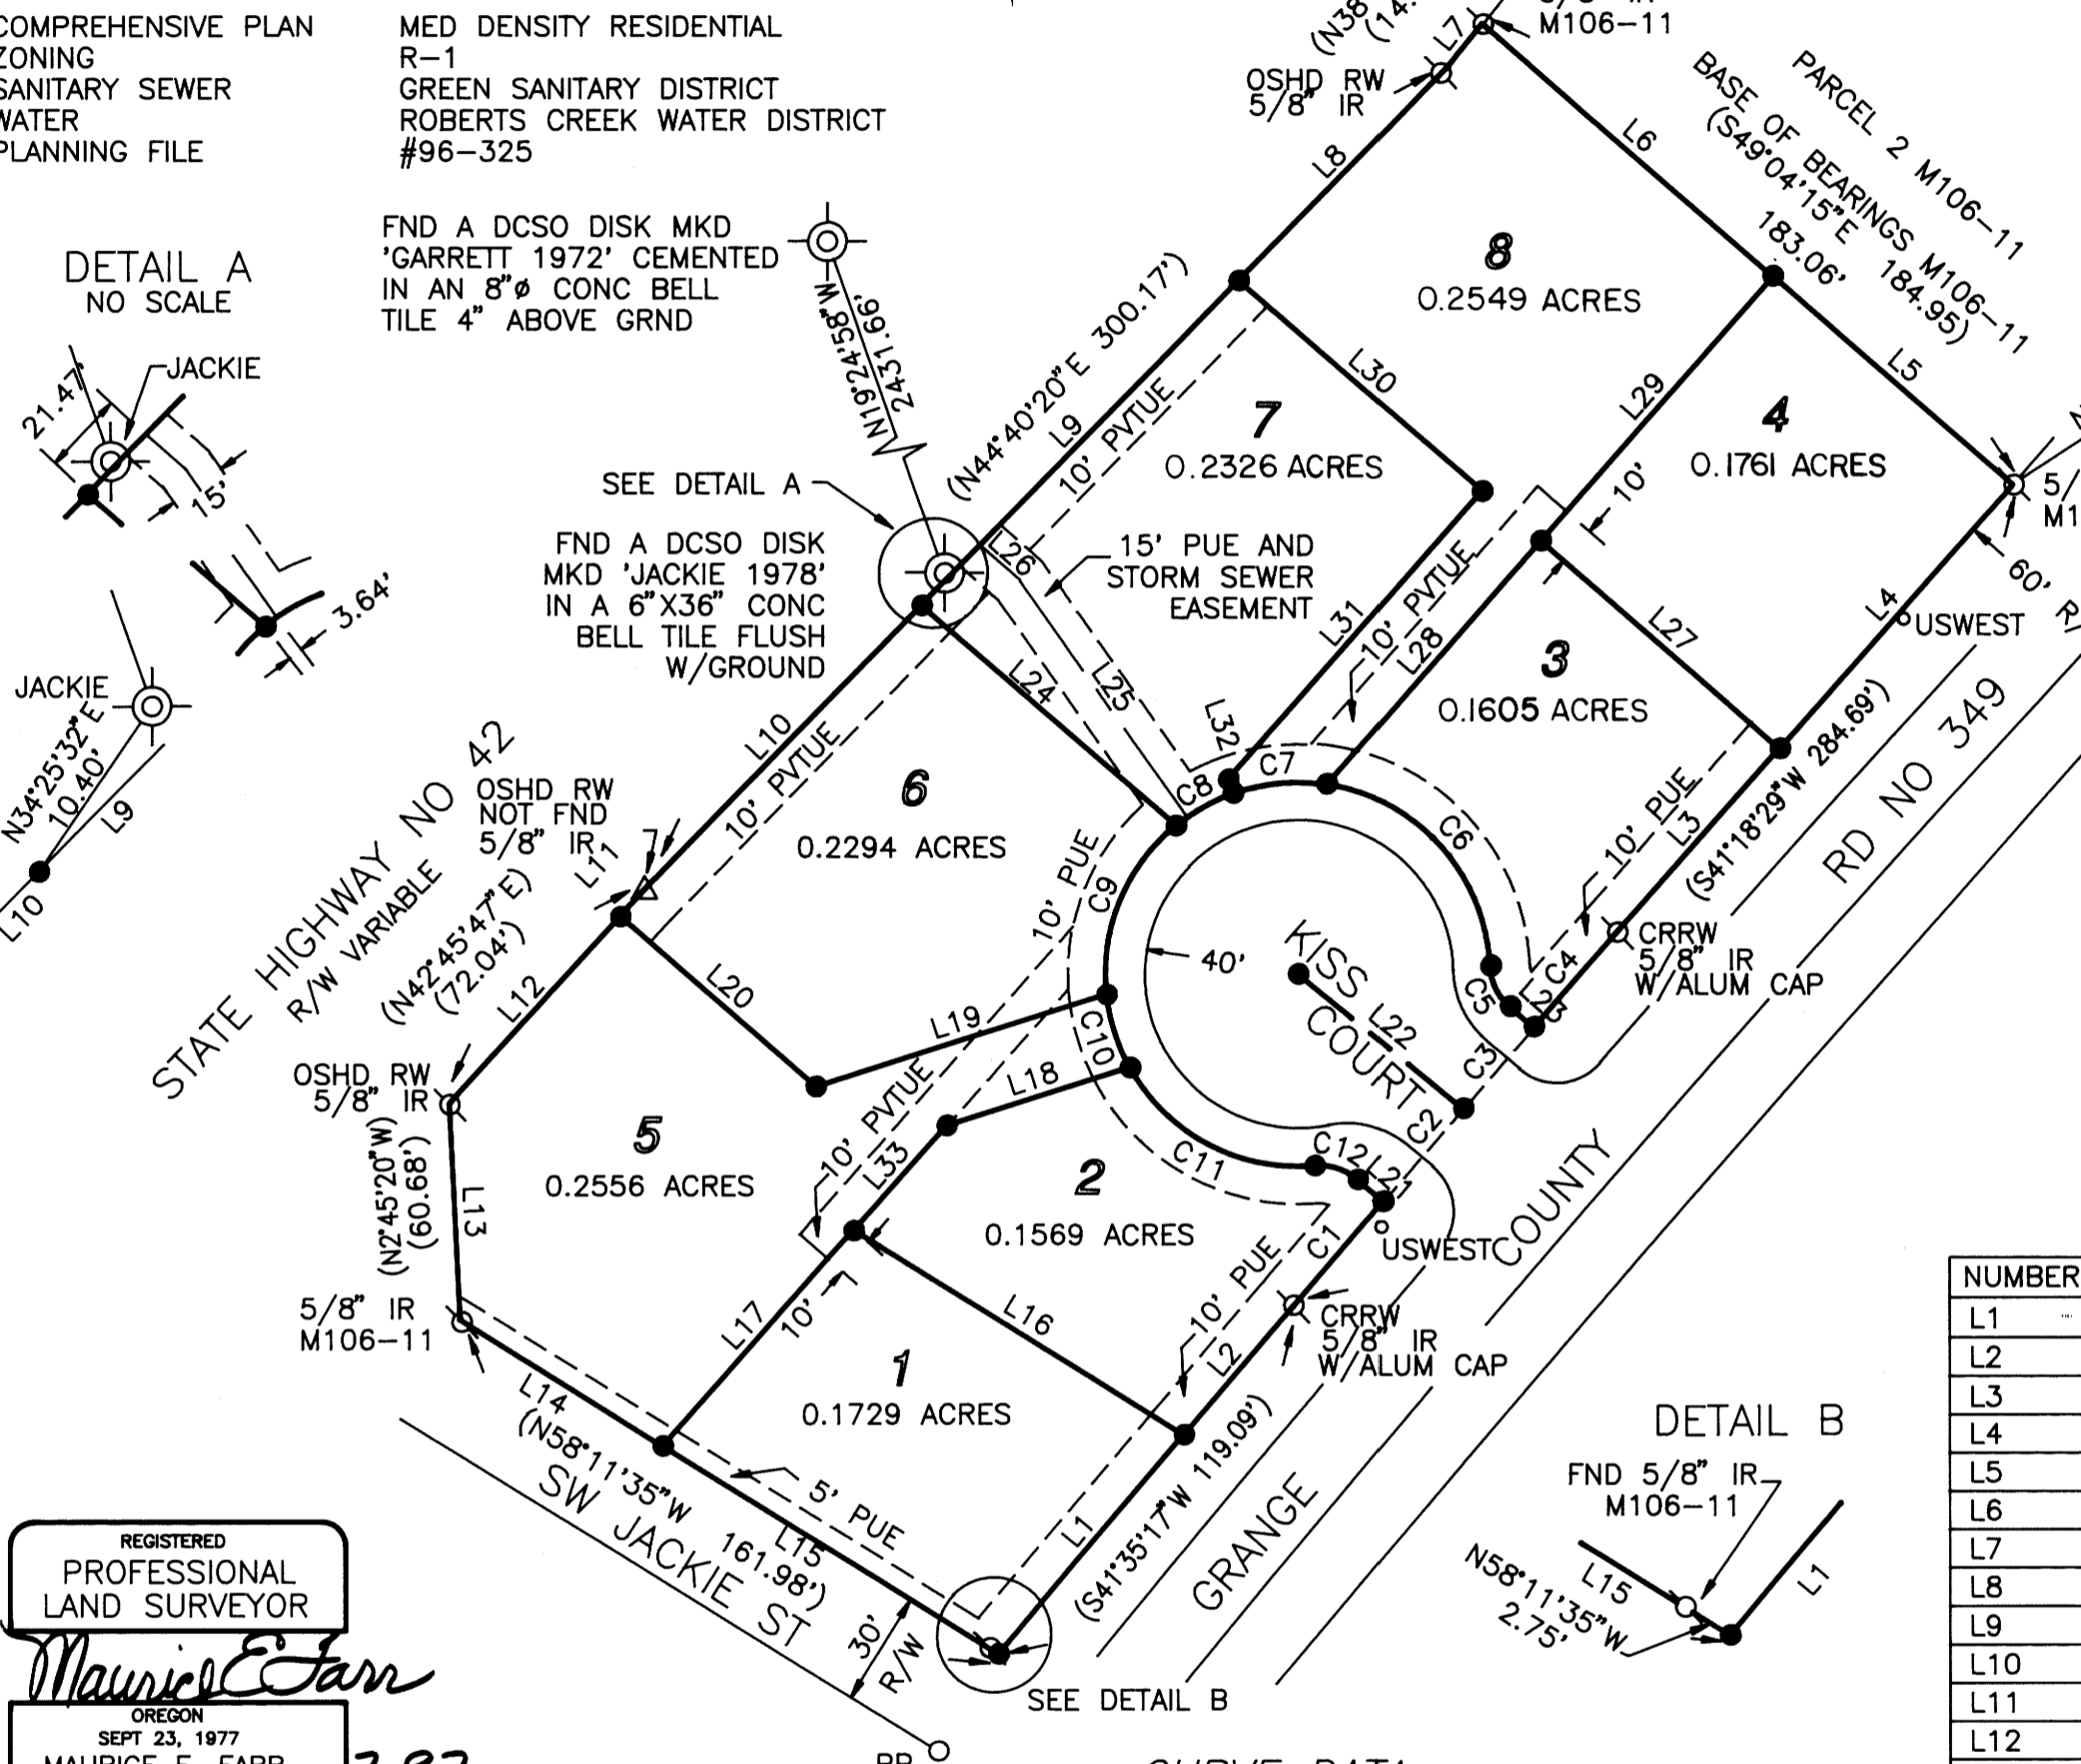 COMPREHENSIVE PLAN MED DENSITY RESIDENTIAL
ZONING R-1
SANITARY SEWER GREEN SANITARY DISTRICT
WATER ROBERTS CREEK WATER DISTRICT
PLANNING FILE #96-325
FND A DCSO DISK MKD
'GARRETT 1972' CEMENTED
IN AN 8"ø CONC BELL
TILE 4" ABOVE GRND
N19°24'58"W
2431.66'
DETAIL A
NO SCALE
JACKIE
21.47'
15'
3.64'
JACKIE
N34°25'32"E
10.40'
L9
L10
SEE DETAIL A
FND A DCSO DISK
MKD 'JACKIE 1978'
IN A 6"X36" CONC
BELL TILE FLUSH
W/GROUND
M106-11
L7
OSHD RW
5/8" IR
L8
L6
PARCEL 2 M106-11
BASE OF BEARINGS M106-11
(S49°04'15"E 184.95)
183.06'
8
0.2549 ACRES
(N44°40'20"E 300.17')
L9
10' PVTUE
L30
7
0.2326 ACRES
L29
L5
4
0.1761 ACRES
10'
L26
15' PUE AND
STORM SEWER
EASEMENT
L31
10' PVTUE
L28
L27
L4
USWEST
3
0.1605 ACRES
L24
L25
L32
C8
C7
C6
10' PUE
L3
(S41°18'29"W 284.69')
RD NO 349
STATE HIGHWAY NO 42
R/W VARIABLE
L10
10' PVTUE
OSHD RW
NOT FND
5/8" IR
L11
6
0.2294 ACRES
10' PUE
C9
(N42°45'47"E)
(72.04')
L12
L20
L19
C10
40'
KISS
COURT
L22
C5
L23
C4
C3
C2
CRRW
5/8" IR
W/ALUM CAP
OSHD RW
5/8" IR
(N2°45'20"W)
(60.68')
L13
5
0.2556 ACRES
10' PVTUE
L33
L18
C11
C12
L21
C1
2
0.1569 ACRES
USWEST
COUNTY
5/8" IR
M106-11
L14
L17
10'
L16
10' PUE
L2
CRRW
5/8" IR
W/ALUM CAP
1
0.1729 ACRES
(N58°11'35"W 161.98')
L15
5' PUE
SW JACKIE ST
L1
(S41°35'17"W 119.09')
GRANGE
30'
R/W
SEE DETAIL B
DETAIL B
FND 5/8" IR
M106-11
L15
L1
N58°11'35"W
2.75'
NUMBER
L1
L2
L3
L4
L5
L6
L7
L8
L9
L10
L11
L12
REGISTERED
PROFESSIONAL
LAND SURVEYOR
Maurice E Farr
OREGON
SEPT 23, 1977
MAURICE E. FARR